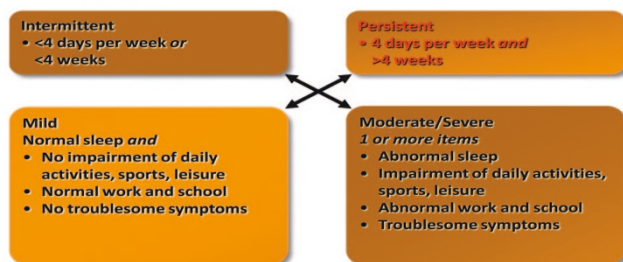 Intermittent
• <4 days per week or
<4 weeks
Persistent
• 4 days per week and
>4 weeks
Mild
Normal sleep and
• No impairment of daily
activities, sports, leisure
• Normal work and school
• No troublesome symptoms
Moderate/Severe
1 or more items
• Abnormal sleep
• Impairment of daily activities,
sports, leisure
• Abnormal work and school
• Troublesome symptoms